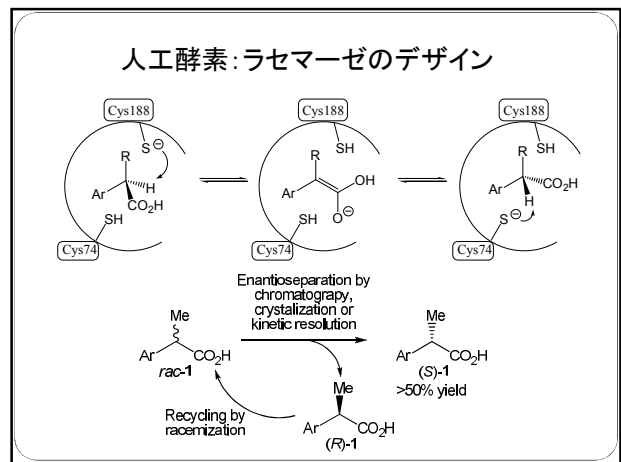 人工酵素：ラセマーゼのデザイン
Cys188
S⊖
R
Ar
H
CO₂H
SH
Cys74
Cys188
SH
R
Ar
OH
O⊖
SH
Cys74
Cys188
SH
R
Ar
CO₂H
H
S⊖
Cys74
Enantioseparation by
chromatograpy,
crystalization or
kinetic resolution
Me
Ar
CO₂H
rac-1
Me
Ar
CO₂H
(S)-1
>50% yield
Recycling by
racemization
Me
Ar
CO₂H
(R)-1